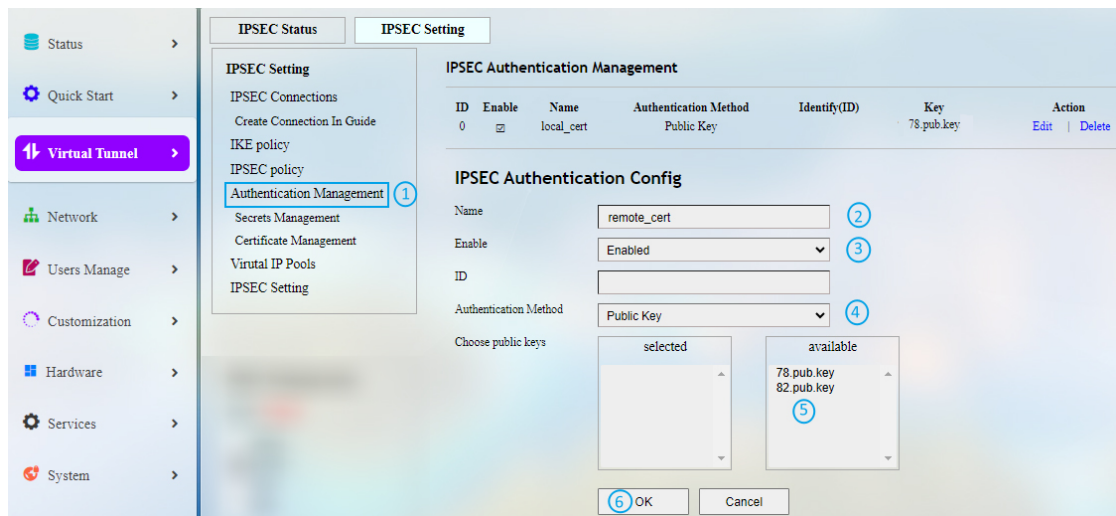 IPSEC Status IPSEC Setting
Status
Quick Start
Virtual Tunnel
Network
Users Manage
Customization
Hardware
Services
System
IPSEC Setting
IPSEC Connections
Create Connection In Guide
IKE policy
IPSEC policy
Authentication Management 1
Secrets Management
Certificate Management
Virutal IP Pools
IPSEC Setting
IPSEC Authentication Management
ID Enable Name Authentication Method Identify(ID) Key Action
0 local_cert Public Key 78.pub.key Edit | Delete
IPSEC Authentication Config
Name remote_cert 2
Enable Enabled 3
ID
Authentication Method Public Key 4
Choose public keys selected available
78.pub.key
82.pub.key
5
6 OK Cancel